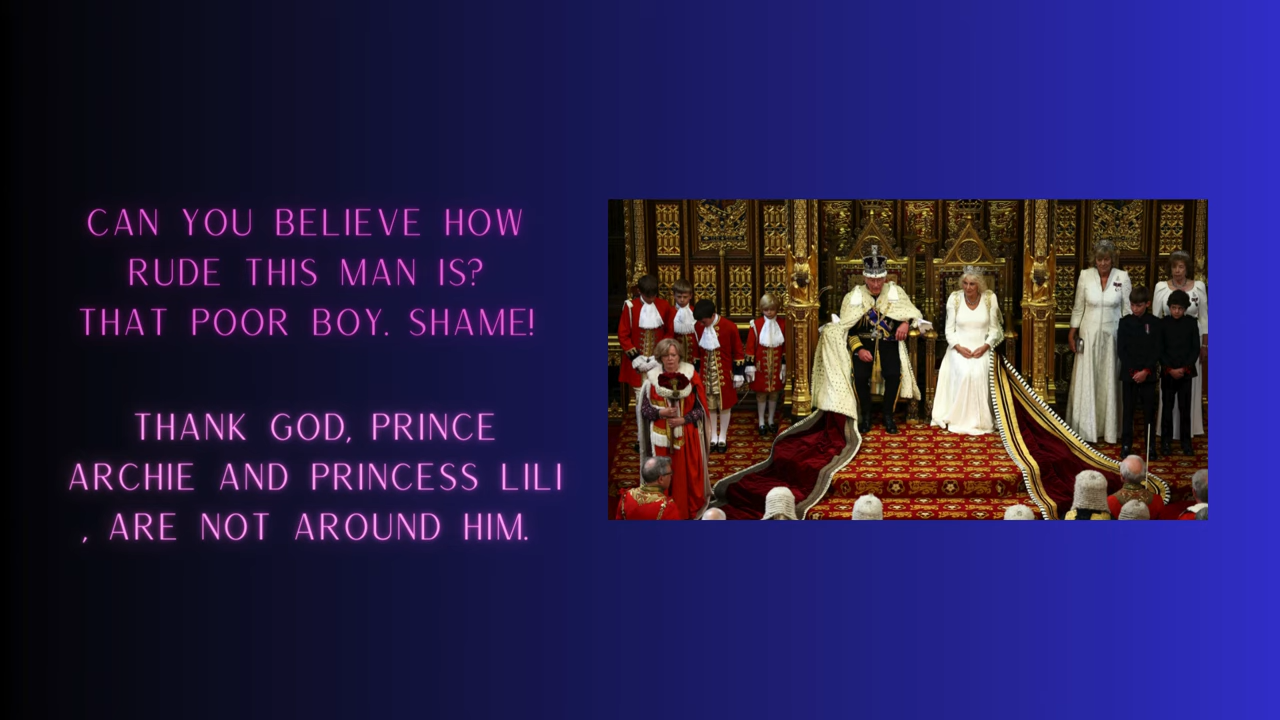 CAN YOU BELIEVE HOW
RUDE THIS MAN IS?
THAT POOR BOY. SHAME!
THANK GOD, PRINCE
ARCHIE AND PRINCESS LILI
, ARE NOT AROUND HIM.